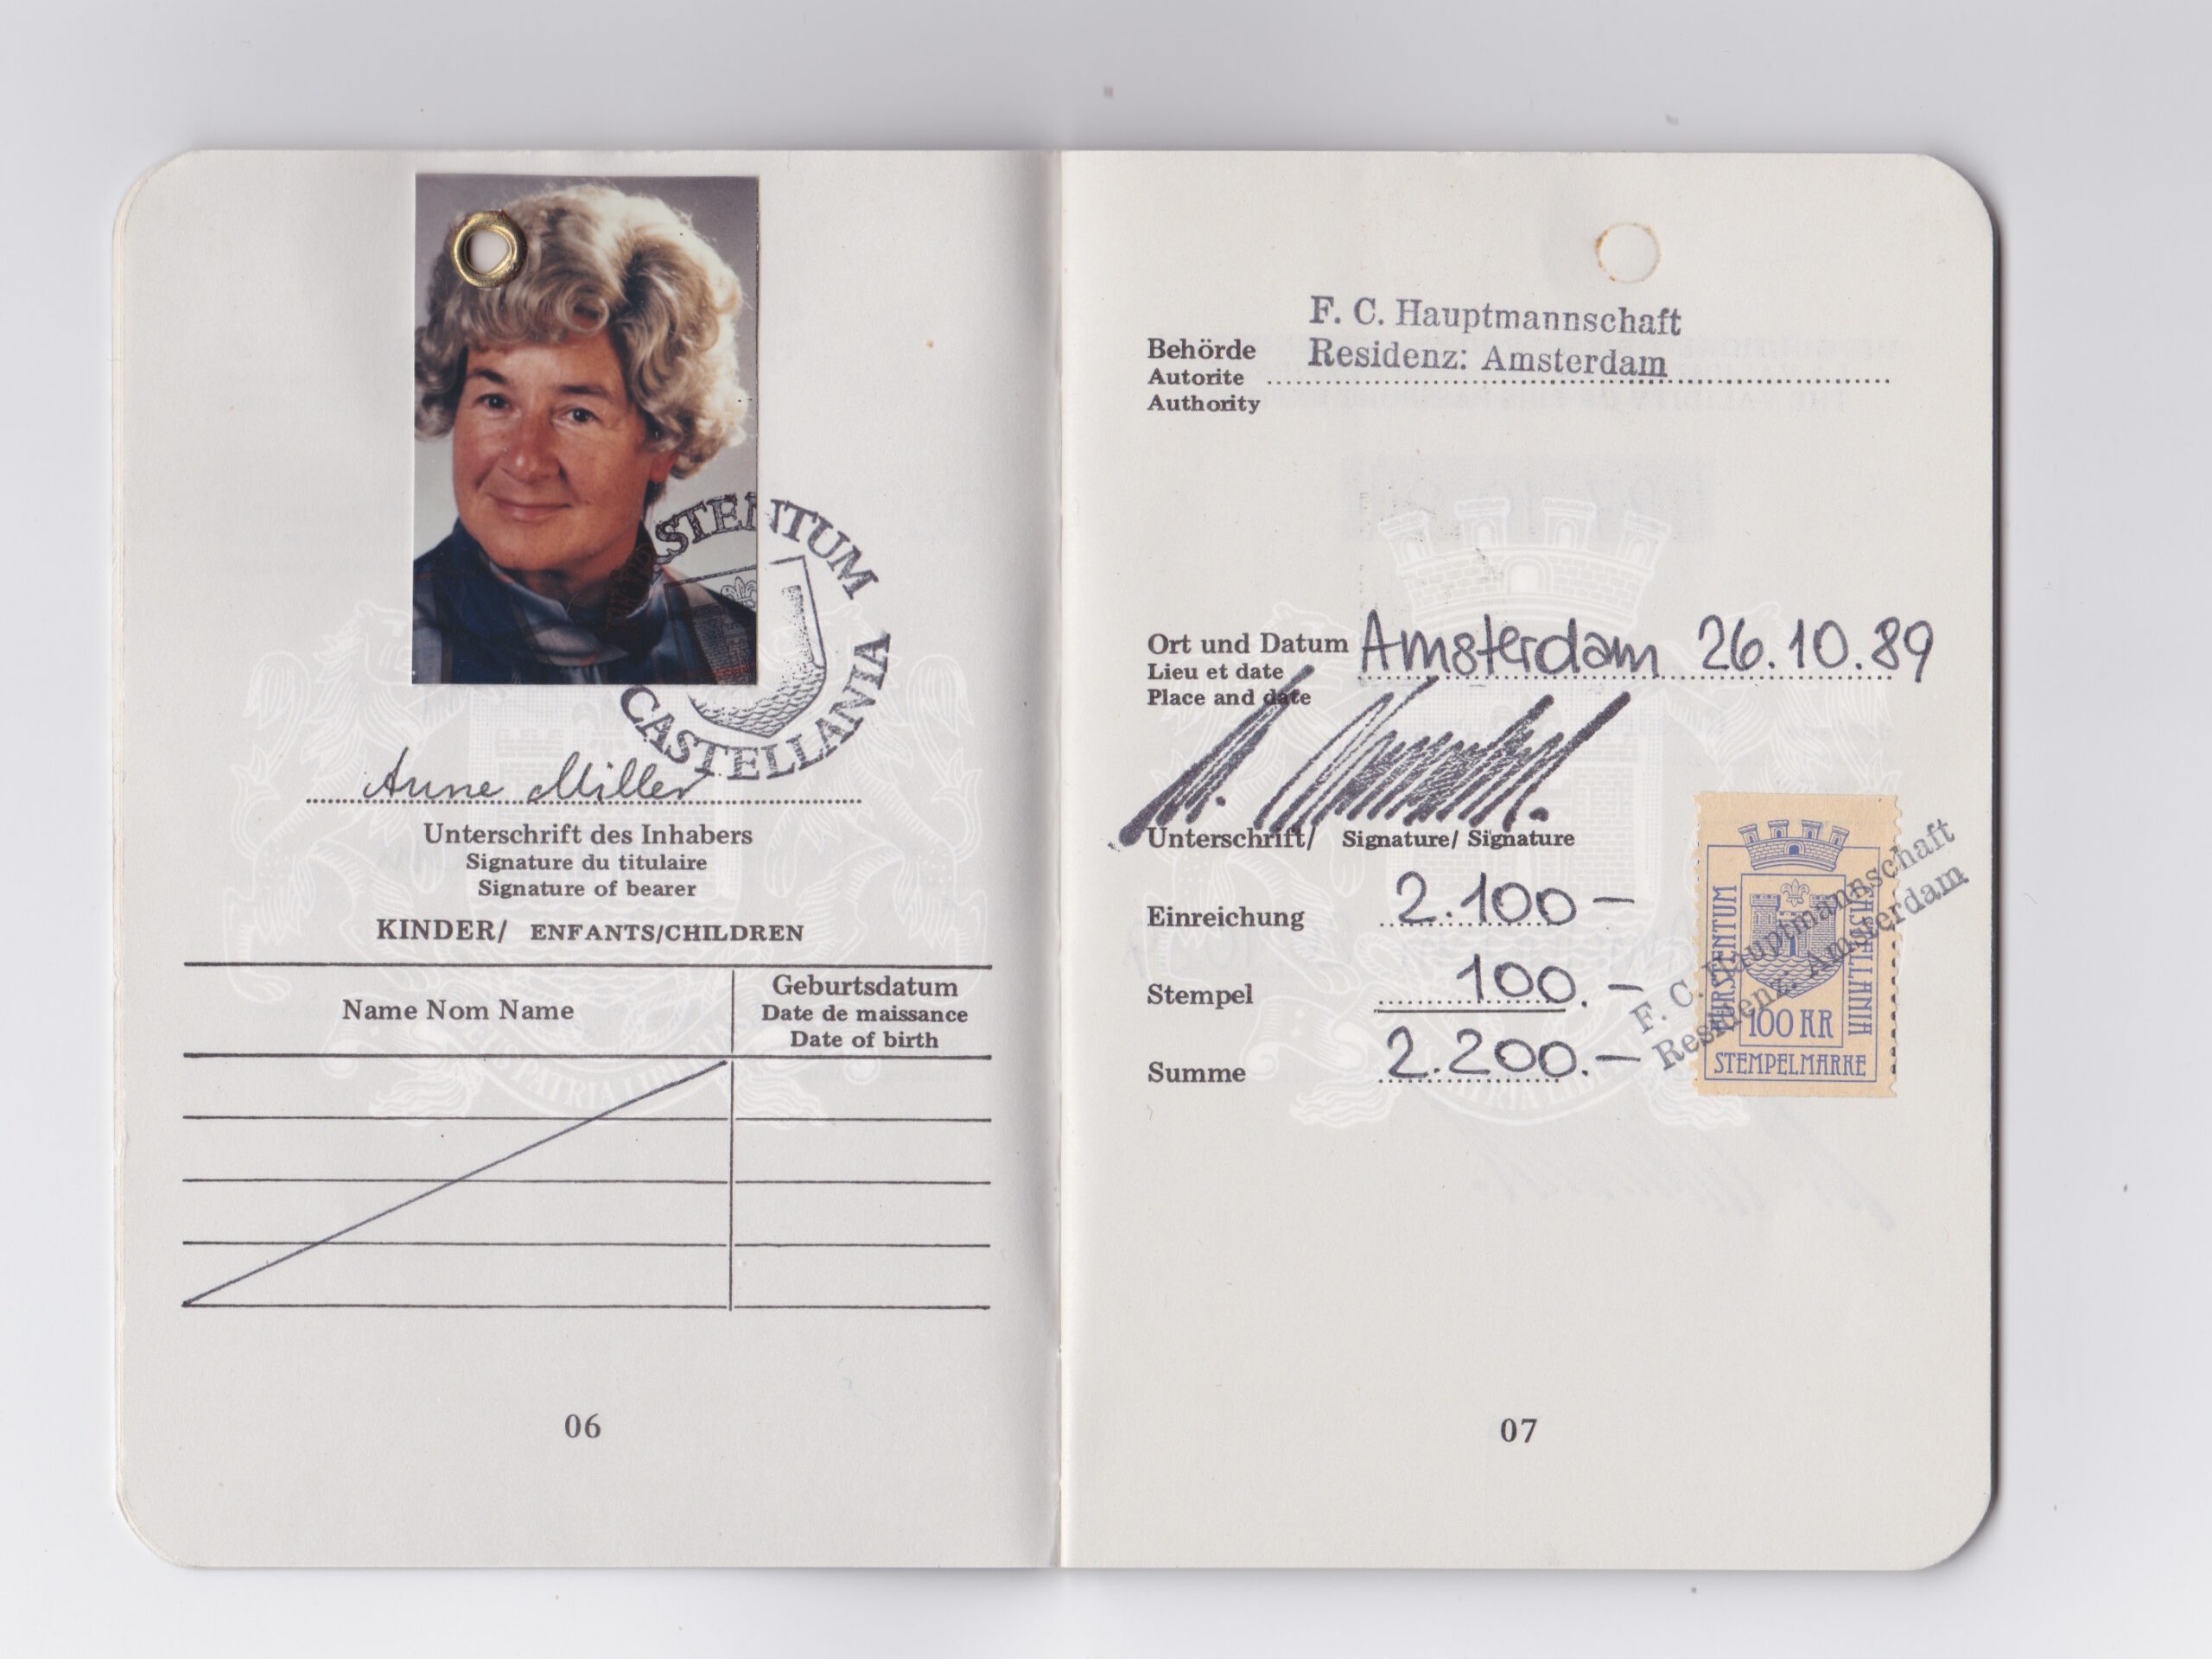 FÜRSTENTUM
CASTELLANIA
Anne Miller
Unterschrift des Inhabers
Signature du titulaire
Signature of bearer
KINDER/ ENFANTS/CHILDREN
Name Nom Name
Geburtsdatum
Date de maissance
Date of birth
06
F. C. Hauptmannschaft
Residenz: Amsterdam
Behörde
Autorite
Authority
Ort und Datum Amsterdam 26.10.89
Lieu et date
Place and date
Unterschrift/ Signature/ Signature
Einreichung 2.100 –
Stempel 100. –
Summe 2.200. –
FÜRSTENTUM
CASTELLANIA
100 KR
STEMPELMARKE
F. C. Hauptmannschaft
Residenz: Amsterdam
07